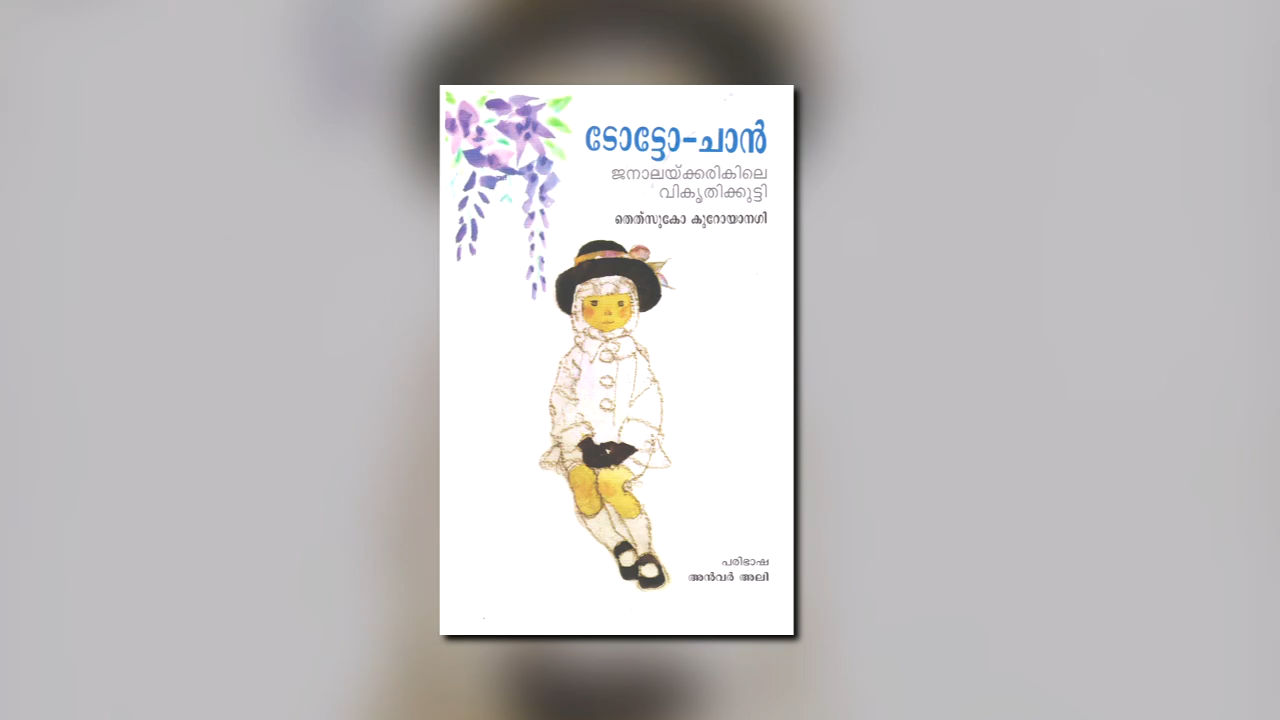 ടോട്ടോ-ചാൻ
ജനാലയ്ക്കരികിലെ
വികൃതിക്കുട്ടി
തെത്സുകോ കുറോയാനഗി
പരിഭാഷ
അൻവർ അലി